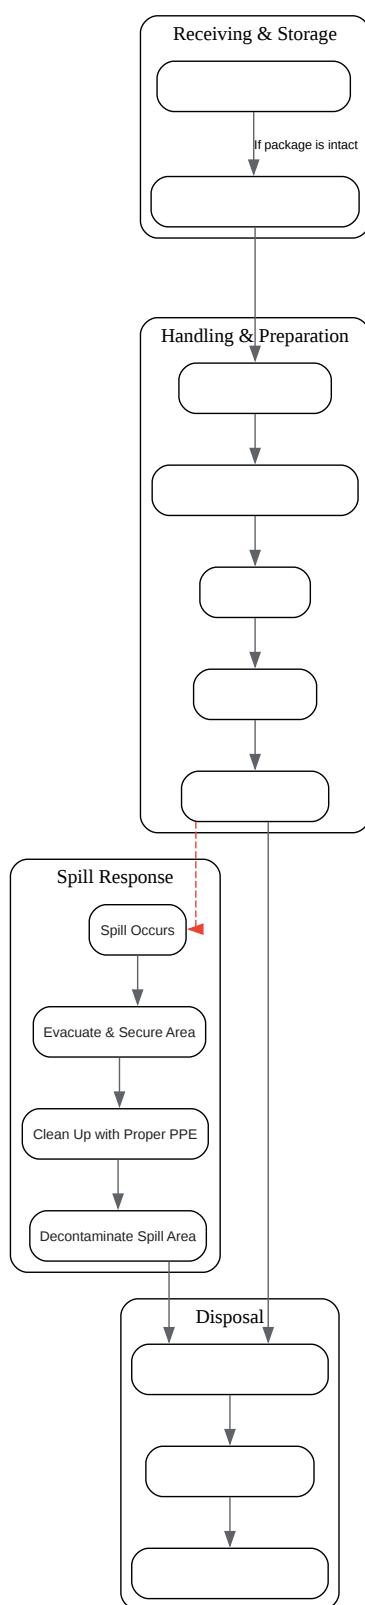 Receiving & Storage
If package is intact
Handling & Preparation
Spill Response
Spill Occurs
Evacuate & Secure Area
Clean Up with Proper PPE
Decontaminate Spill Area
Disposal